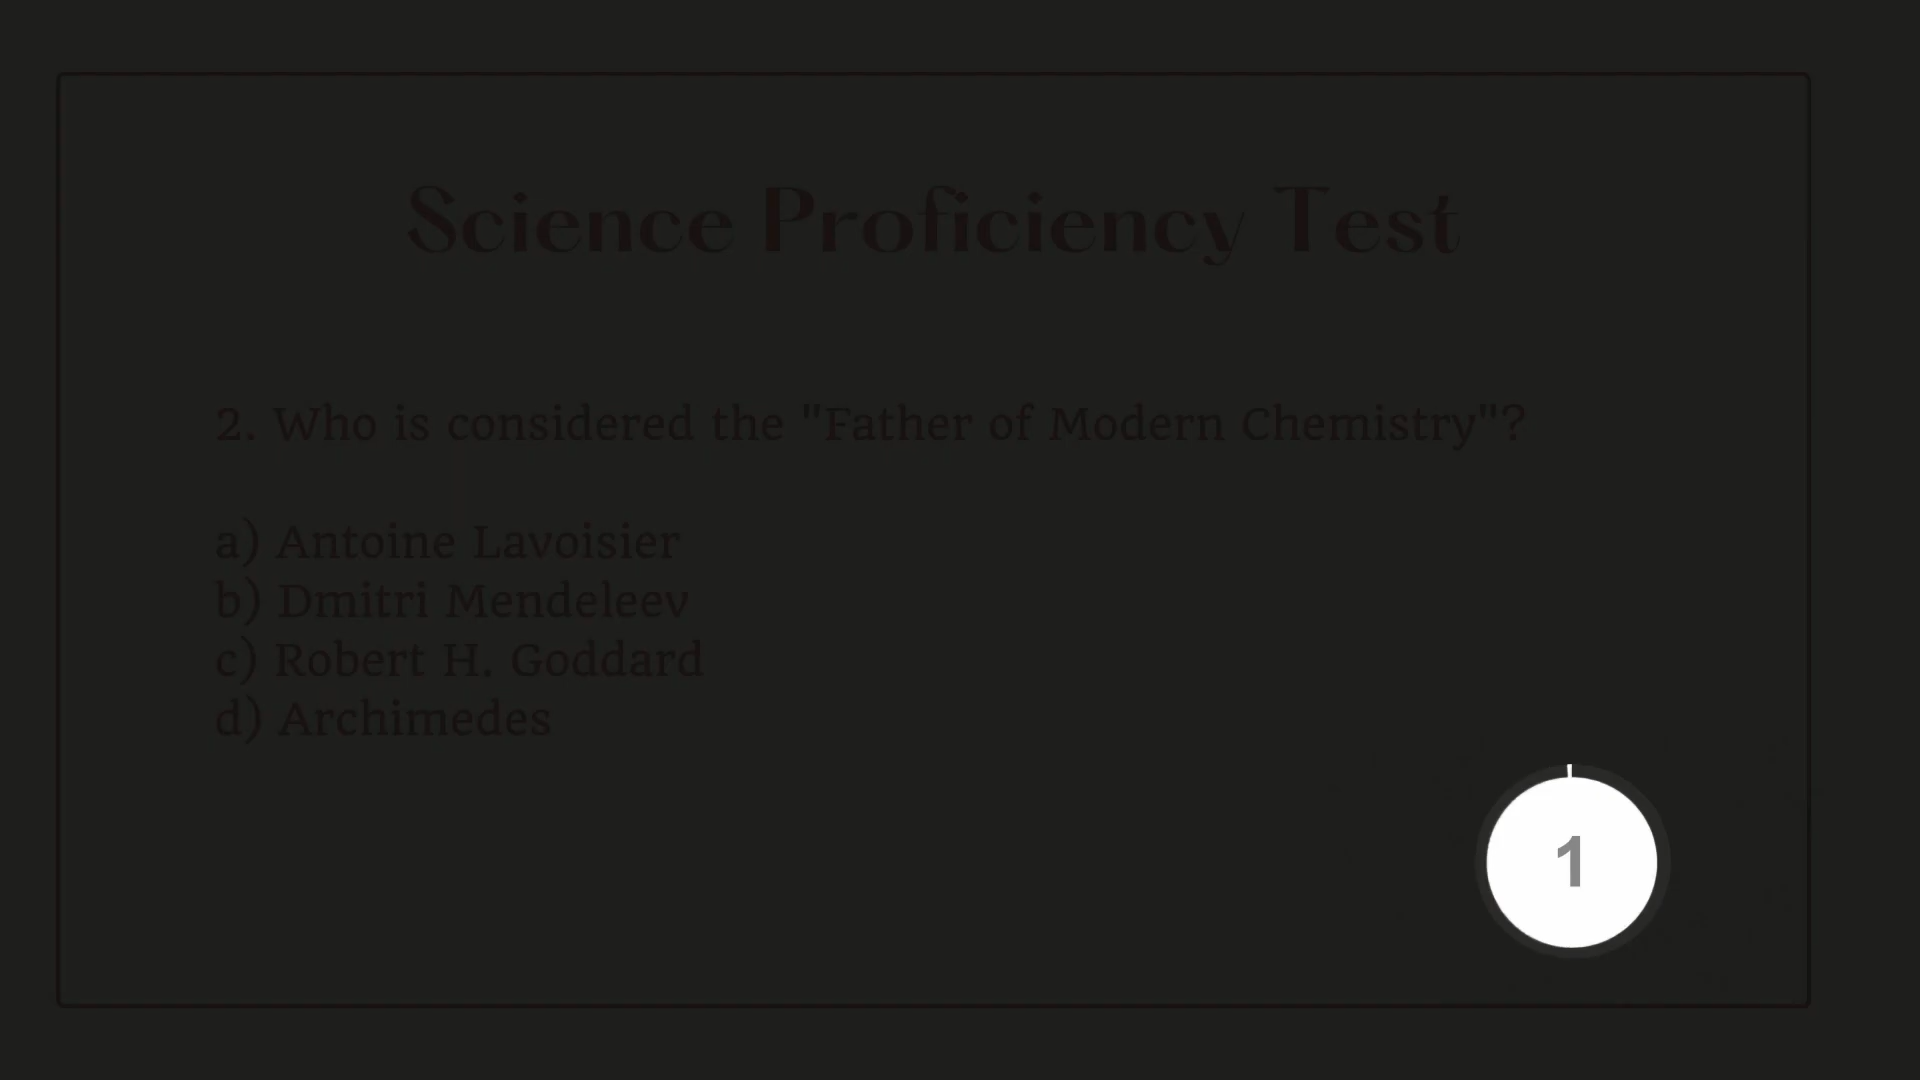 Science Proficiency Test
2. Who is considered the "Father of Modern Chemistry"?
a) Antoine Lavoisier
b) Dmitri Mendeleev
c) Robert H. Goddard
d) Archimedes
1